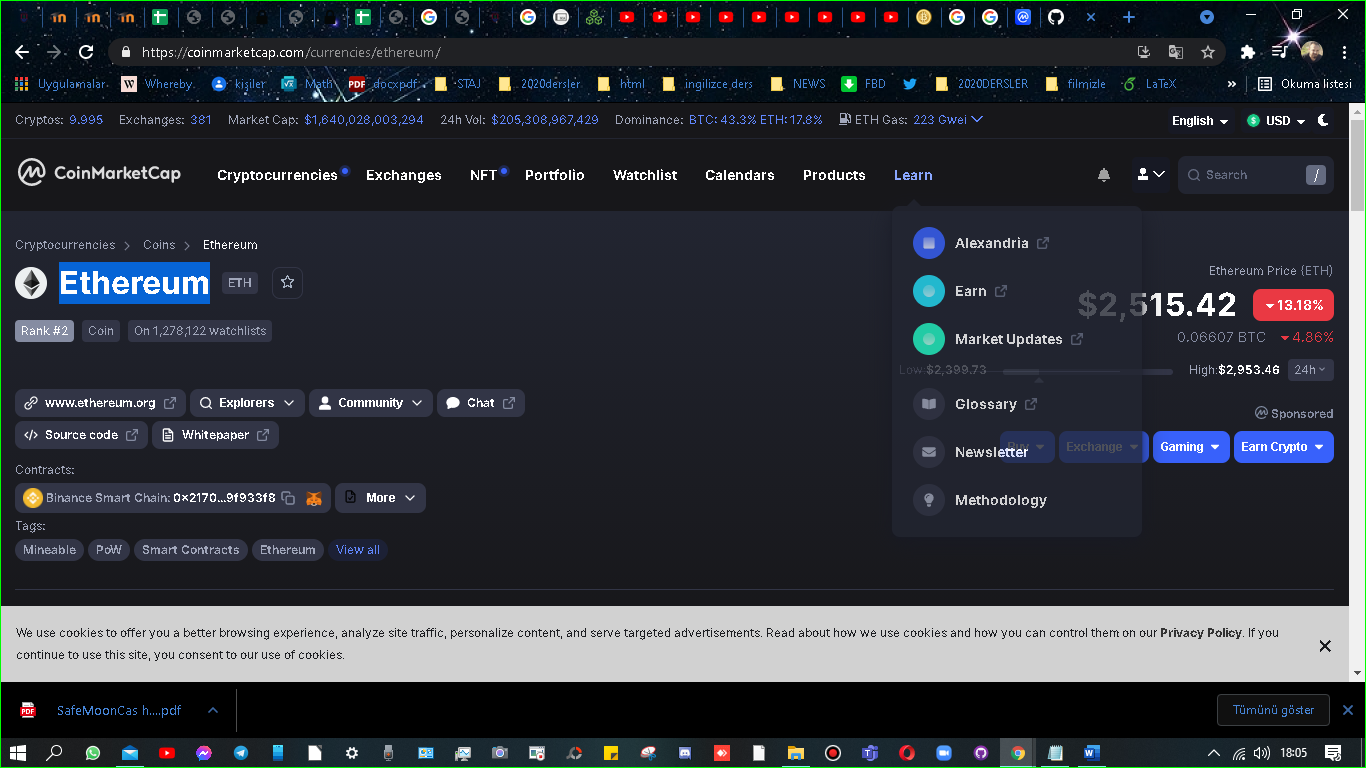 https://coinmarketcap.com/currencies/ethereum/
Uygulamalar Whereby. kişiler Math docxpdf STAJ 2020dersler html ingilizce ders NEWS FBD 2020DERSLER filmizle LaTeX » Okuma listesi
Cryptos: 9.995 Exchanges: 381 Market Cap: $1,640,028,003,294 24h Vol: $205,308,967,429 Dominance: BTC: 43.3% ETH: 17.8% ETH Gas: 223 Gwei English USD
CoinMarketCap Cryptocurrencies Exchanges NFT Portfolio Watchlist Calendars Products Learn Search /
Cryptocurrencies Coins Ethereum
Ethereum ETH
Rank #2 Coin On 1,278,122 watchlists
www.ethereum.org Explorers Community Chat
Source code Whitepaper
Contracts:
Binance Smart Chain: 0x2170...9f933f8 More
Tags:
Mineable PoW Smart Contracts Ethereum View all
Alexandria
Earn
Market Updates
Glossary
Newsletter
Methodology
Ethereum Price (ETH)
$2,515.42 13.18%
0.06607 BTC 4.86%
Low:$2,399.73 High:$2,953.46 24h
Sponsored
Buy Exchange Gaming Earn Crypto
We use cookies to offer you a better browsing experience, analyze site traffic, personalize content, and serve targeted advertisements. Read about how we use cookies and how you can control them on our Privacy Policy. If you
continue to use this site, you consent to our use of cookies.
PDF SafeMoonCas h....pdf Tümünü göster
18:05